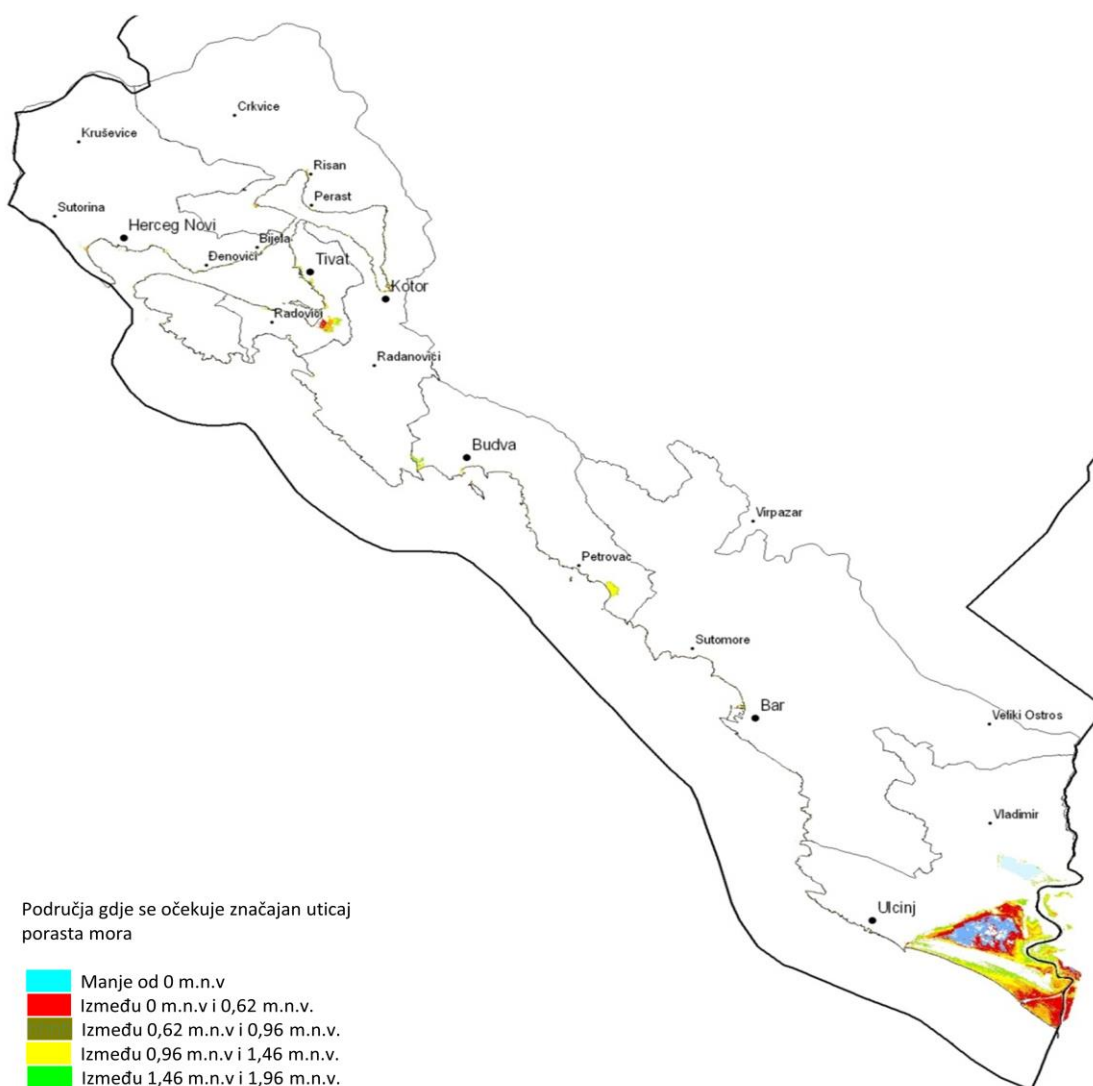 Crkvice
Kruševice
Risan
Perast
Sutorina
Herceg Novi
Bijela
Đenovići
Tivat
Kotor
Radovići
Radanovići
Budva
Virpazar
Petrovac
Sutomore
Bar
Veliki Ostros
Vladimir
Ulcinj
Područja gdje se očekuje značajan uticaj
porasta mora
Manje od 0 m.n.v
Između 0 m.n.v i 0,62 m.n.v.
Između 0,62 m.n.v i 0,96 m.n.v.
Između 0,96 m.n.v i 1,46 m.n.v.
Između 1,46 m.n.v i 1,96 m.n.v.